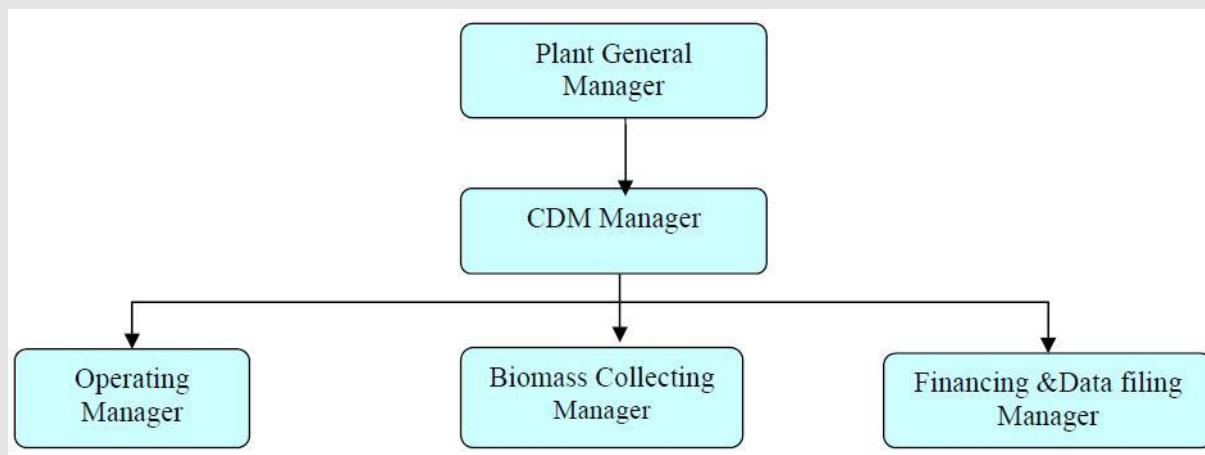 Plant General
Manager
CDM Manager
Operating
Manager
Biomass Collecting
Manager
Financing &Data filing
Manager